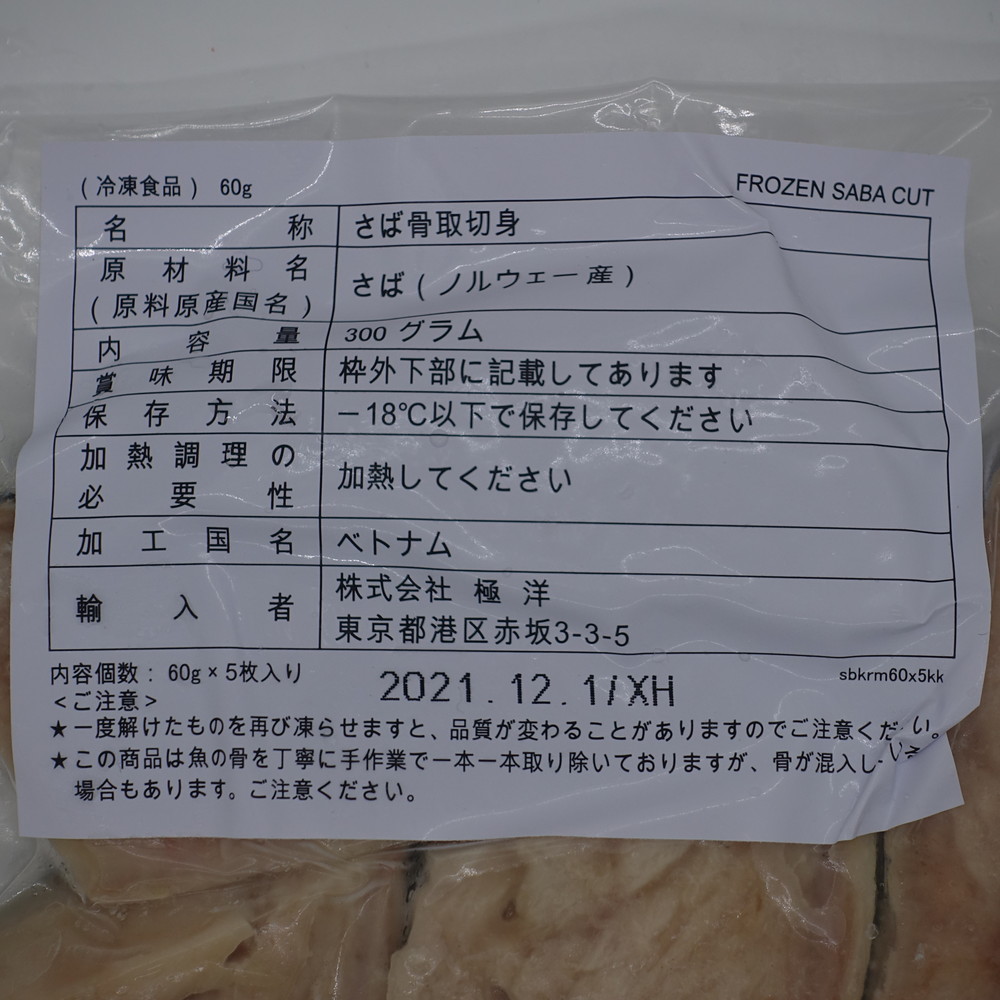 (冷凍食品) 60g
FROZEN SABA CUT
名称 さば骨取切身
原材料名
(原料原産国名)
さば(ノルウェー産)
内容量 300 グラム
賞味期限 枠外下部に記載してあります
保存方法 −18℃以下で保存してください
加熱調理の
必要性
加熱してください
加工国名 ベトナム
輸入者
株式会社 極洋
東京都港区赤坂3-3-5
内容個数: 60g×5枚入り
2021.12.1/XH
sbkrm60x5kk
<ご注意>
★一度解けたものを再び凍らせますと、品質が変わることがありますのでご注意ください。
★この商品は魚の骨を丁寧に手作業で一本一本取り除いておりますが、骨が混入し
場合もあります。ご注意ください。